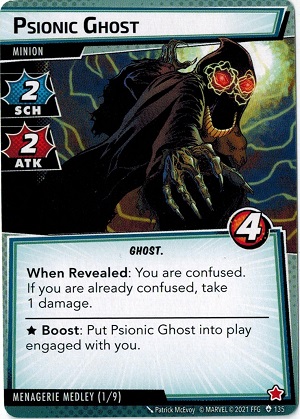 PSIONIC GHOST
MINION
2
SCH
2
ATK
4
GHOST.
When Revealed: You are confused.
If you are already confused, take
1 damage.
★ Boost: Put Psionic Ghost into play
engaged with you.
MENAGERIE MEDLEY (1/9)
Patrick McEvoy © MARVEL © 2021 FFG 135